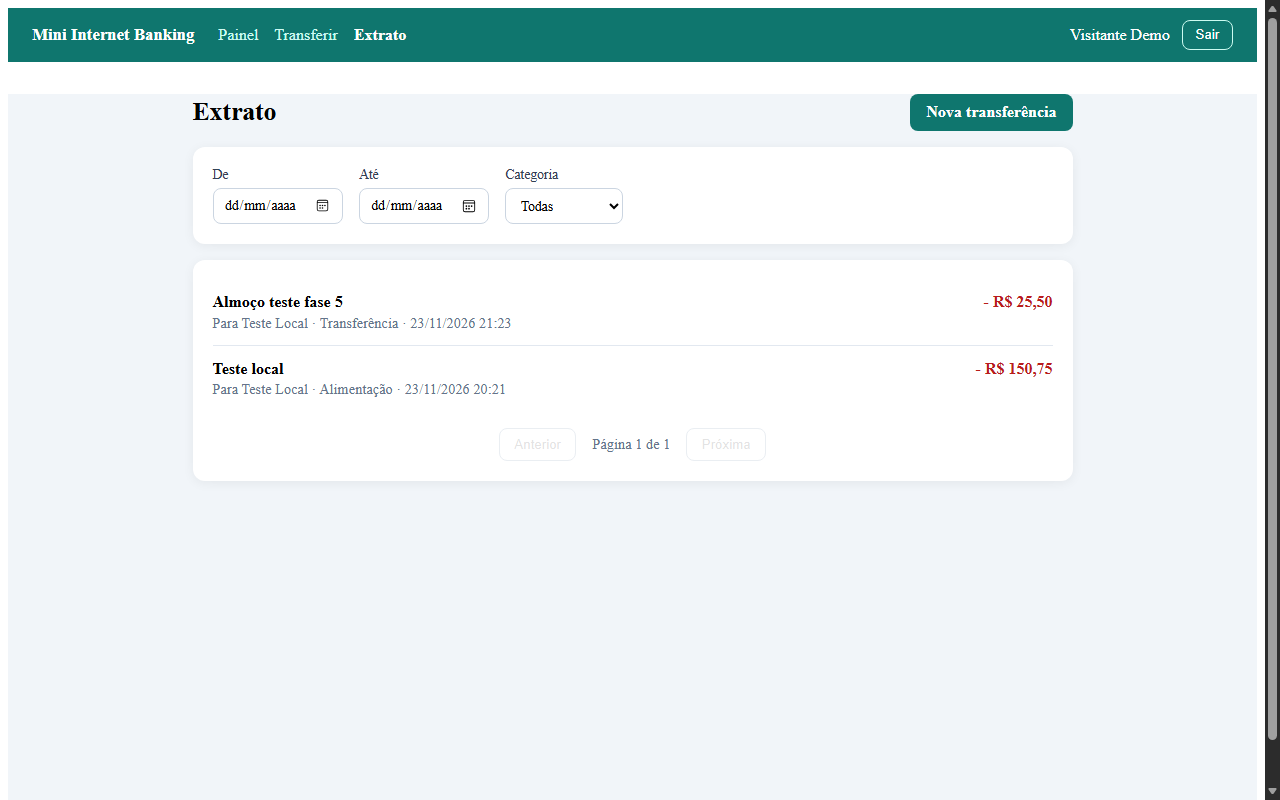 Mini Internet Banking Painel Transferir Extrato Visitante Demo Sair
Extrato Nova transferência
De Até Categoria
dd/mm/aaaa dd/mm/aaaa Todas
Almoço teste fase 5 - R$ 25,50
Para Teste Local · Transferência · 23/11/2026 21:23
Teste local - R$ 150,75
Para Teste Local · Alimentação · 23/11/2026 20:21
Anterior Página 1 de 1 Próxima